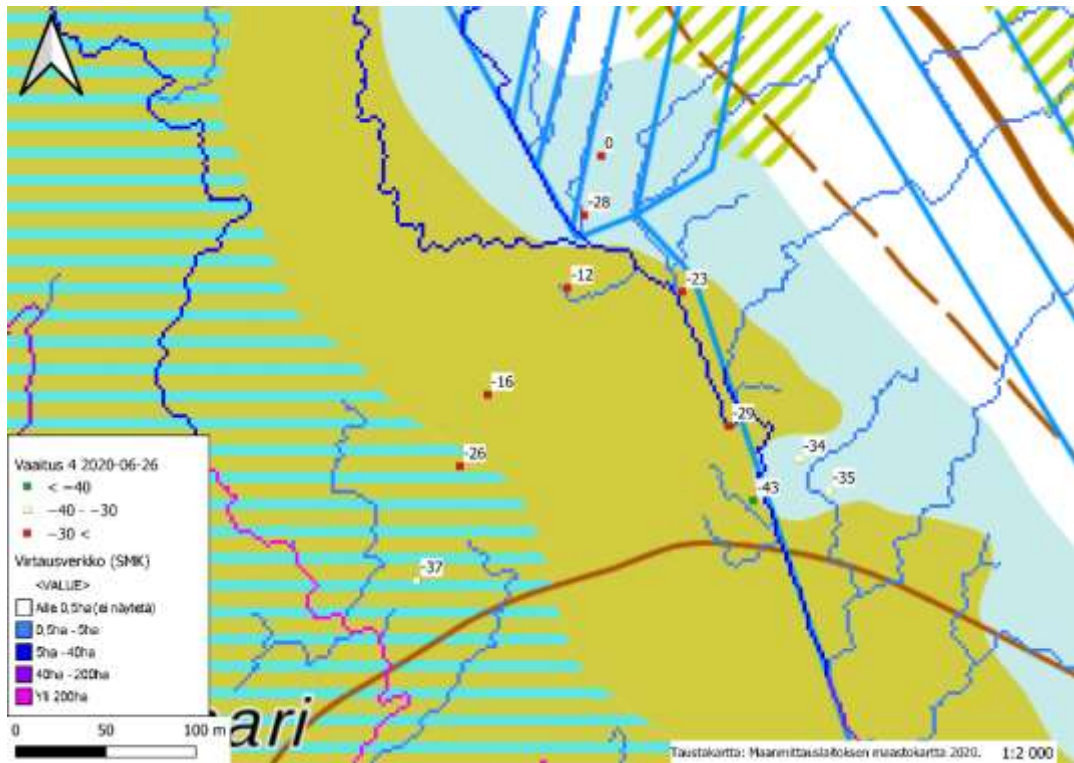 0
-28
-12
-23
-16
-29
-26
-34
-35
-43
-37
Vaaitus 4 2020-06-26
< −40
−40 - −30
−30 <
Virtausverkko (SMK)
<VALUE>
Alle 0,5ha (ei näytetä)
0,5ha - 5ha
5ha - 40ha
40ha - 200ha
Yli 200ha
0 50 100 m
ari
Taustakartta: Maanmittauslaitoksen maastokartta 2020. 1:2 000